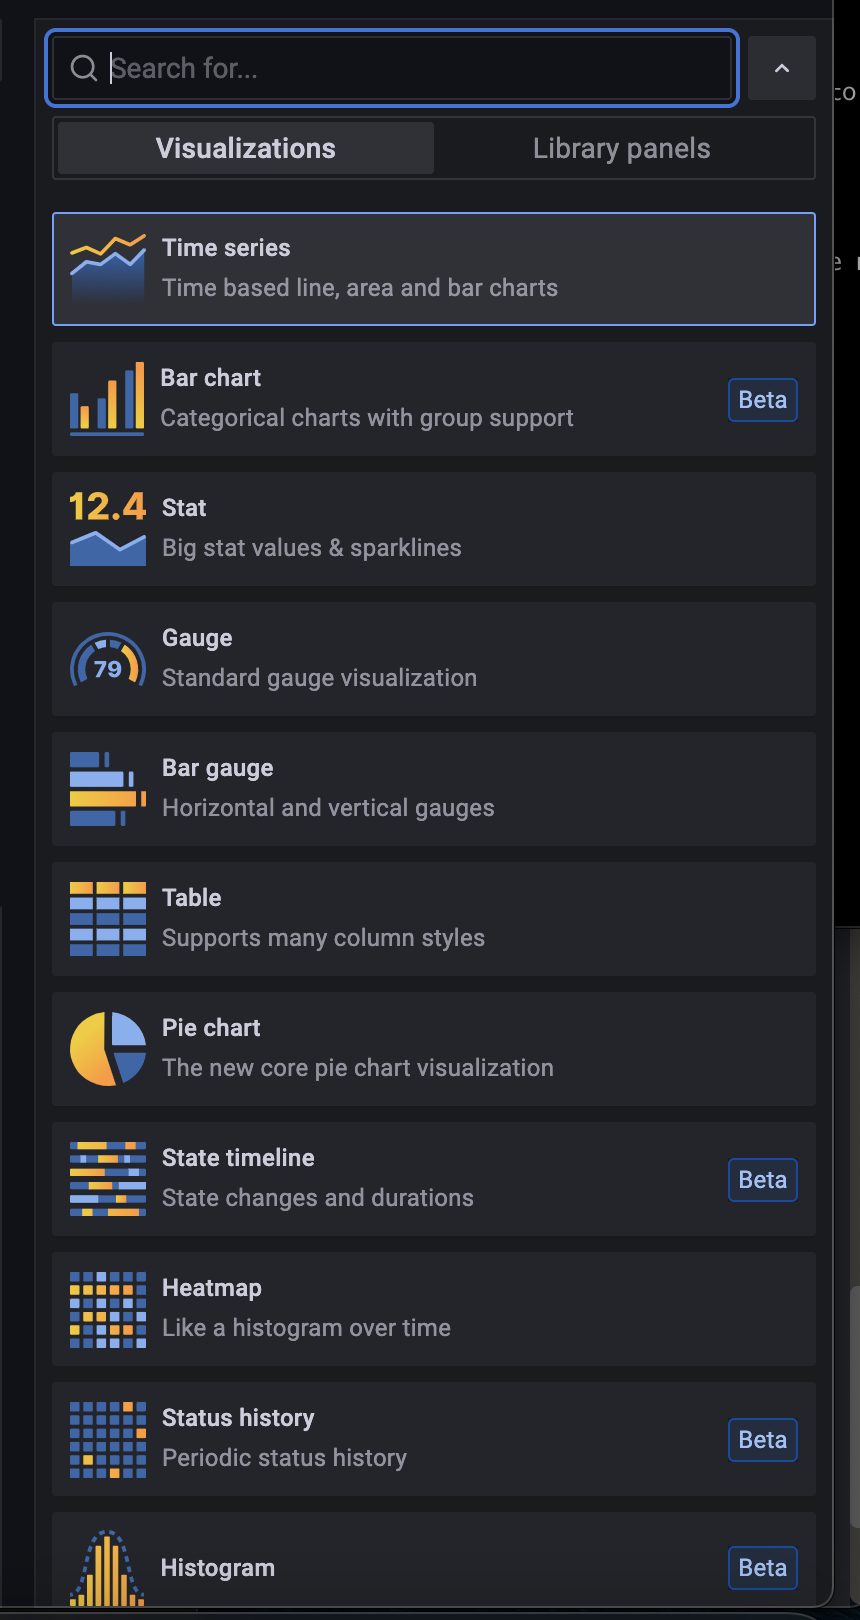 Search for...
to
Visualizations
Library panels
Time series
Time based line, area and bar charts
Bar chart
Categorical charts with group support
Beta
12.4
Stat
Big stat values & sparklines
Gauge
79
Standard gauge visualization
Bar gauge
Horizontal and vertical gauges
Table
Supports many column styles
Pie chart
The new core pie chart visualization
State timeline
State changes and durations
Beta
Heatmap
Like a histogram over time
Status history
Periodic status history
Beta
Histogram
Beta